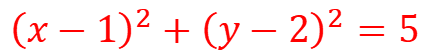 (x − 1)² + (y − 2)² = 5